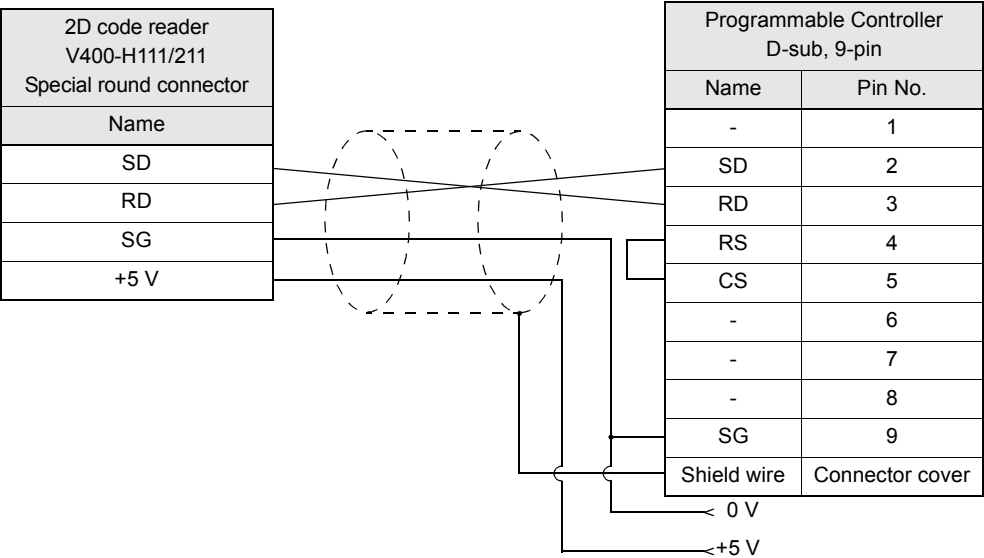 2D code reader
V400-H111/211
Special round connector
Name
SD
RD
SG
+5 V
Programmable Controller
D-sub, 9-pin
Name Pin No.
- 1
SD 2
RD 3
RS 4
CS 5
- 6
- 7
- 8
SG 9
Shield wire Connector cover
0 V
+5 V